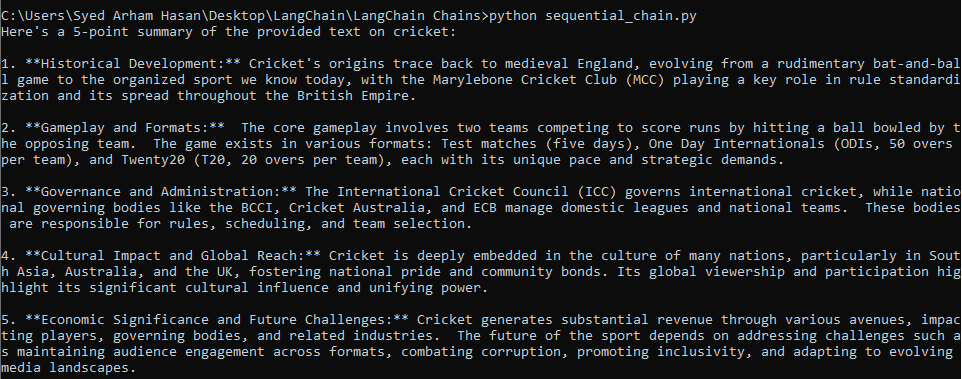 C:\Users\Syed Arham Hasan\Desktop\LangChain\LangChain Chains>python sequential_chain.py
Here's a 5-point summary of the provided text on cricket:
1. **Historical Development:** Cricket's origins trace back to medieval England, evolving from a rudimentary bat-and-bal
l game to the organized sport we know today, with the Marylebone Cricket Club (MCC) playing a key role in rule standardi
zation and its spread throughout the British Empire.
2. **Gameplay and Formats:**  The core gameplay involves two teams competing to score runs by hitting a ball bowled by t
he opposing team.  The game exists in various formats: Test matches (five days), One Day Internationals (ODIs, 50 overs
per team), and Twenty20 (T20, 20 overs per team), each with its unique pace and strategic demands.
3. **Governance and Administration:** The International Cricket Council (ICC) governs international cricket, while natio
nal governing bodies like the BCCI, Cricket Australia, and ECB manage domestic leagues and national teams.  These bodies
 are responsible for rules, scheduling, and team selection.
4. **Cultural Impact and Global Reach:** Cricket is deeply embedded in the culture of many nations, particularly in Sout
h Asia, Australia, and the UK, fostering national pride and community bonds. Its global viewership and participation hig
hlight its significant cultural influence and unifying power.
5. **Economic Significance and Future Challenges:** Cricket generates substantial revenue through various avenues, impac
ting players, governing bodies, and related industries.  The future of the sport depends on addressing challenges such a
s maintaining audience engagement across formats, combating corruption, promoting inclusivity, and adapting to evolving
media landscapes.